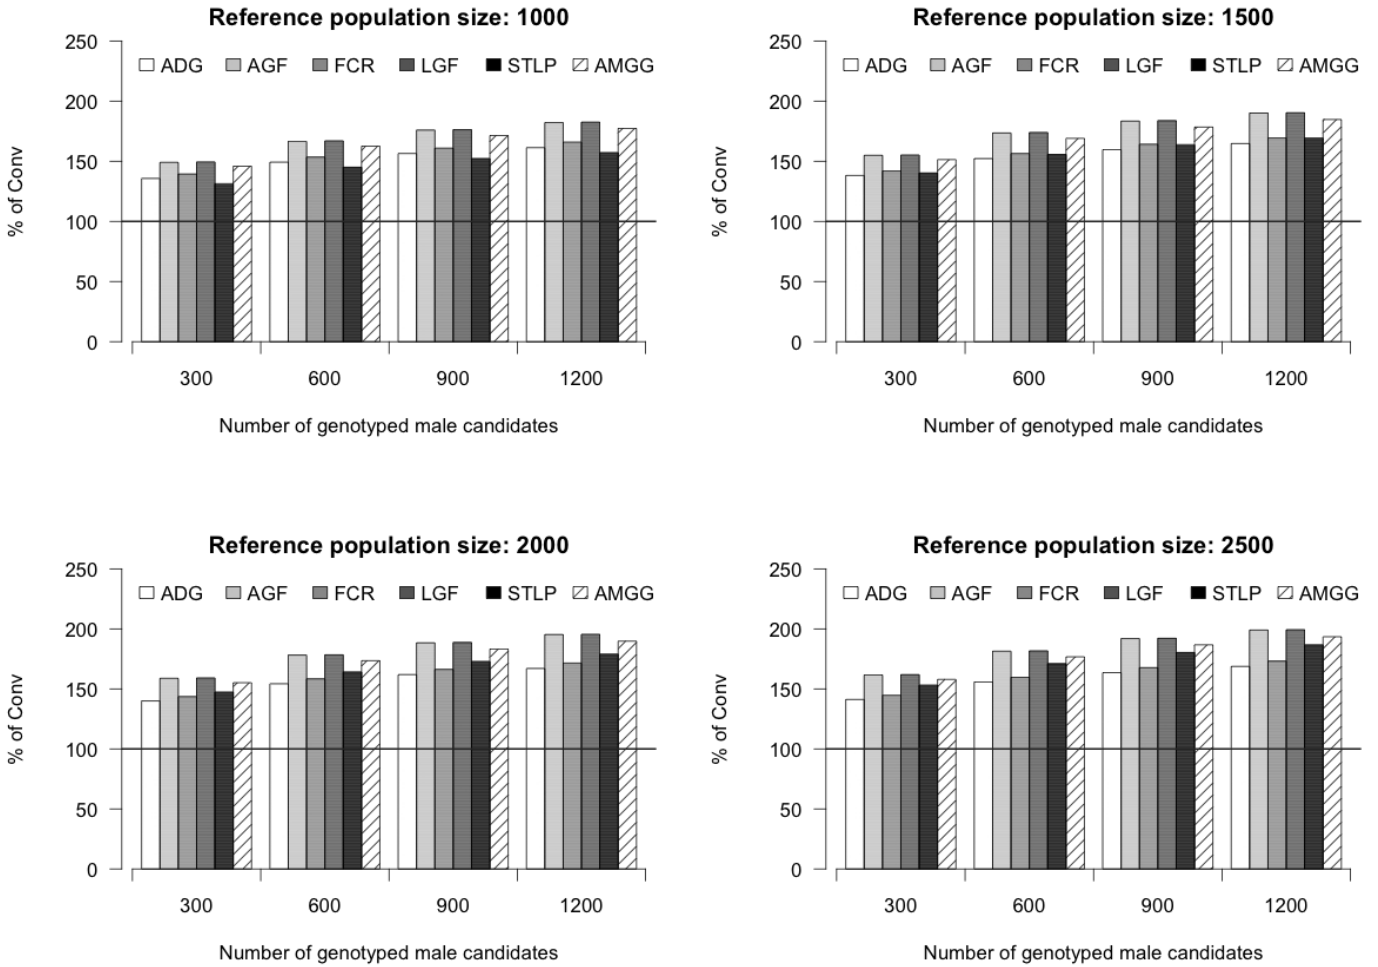 Reference population size: 1000
250
ADG AGF FCR LGF STLP AMGG
200
150
100
50
0
% of Conv
300 600 900 1200
Number of genotyped male candidates
Reference population size: 1500
250
ADG AGF FCR LGF STLP AMGG
200
150
100
50
0
% of Conv
300 600 900 1200
Number of genotyped male candidates
Reference population size: 2000
250
ADG AGF FCR LGF STLP AMGG
200
150
100
50
0
% of Conv
300 600 900 1200
Number of genotyped male candidates
Reference population size: 2500
250
ADG AGF FCR LGF STLP AMGG
200
150
100
50
0
% of Conv
300 600 900 1200
Number of genotyped male candidates